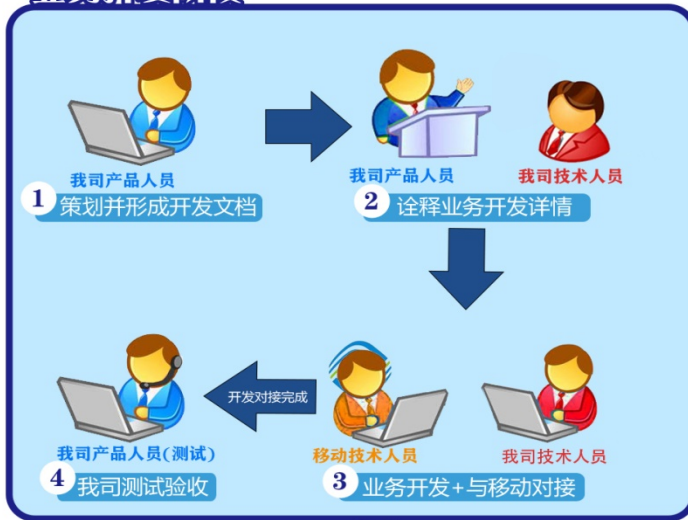 我司产品人员
1 策划并形成开发文档
我司产品人员
我司技术人员
2 诠释业务开发详情
移动技术人员
我司技术人员
3 业务开发+与移动对接
开发对接完成
我司产品人员(测试)
4 我司测试验收